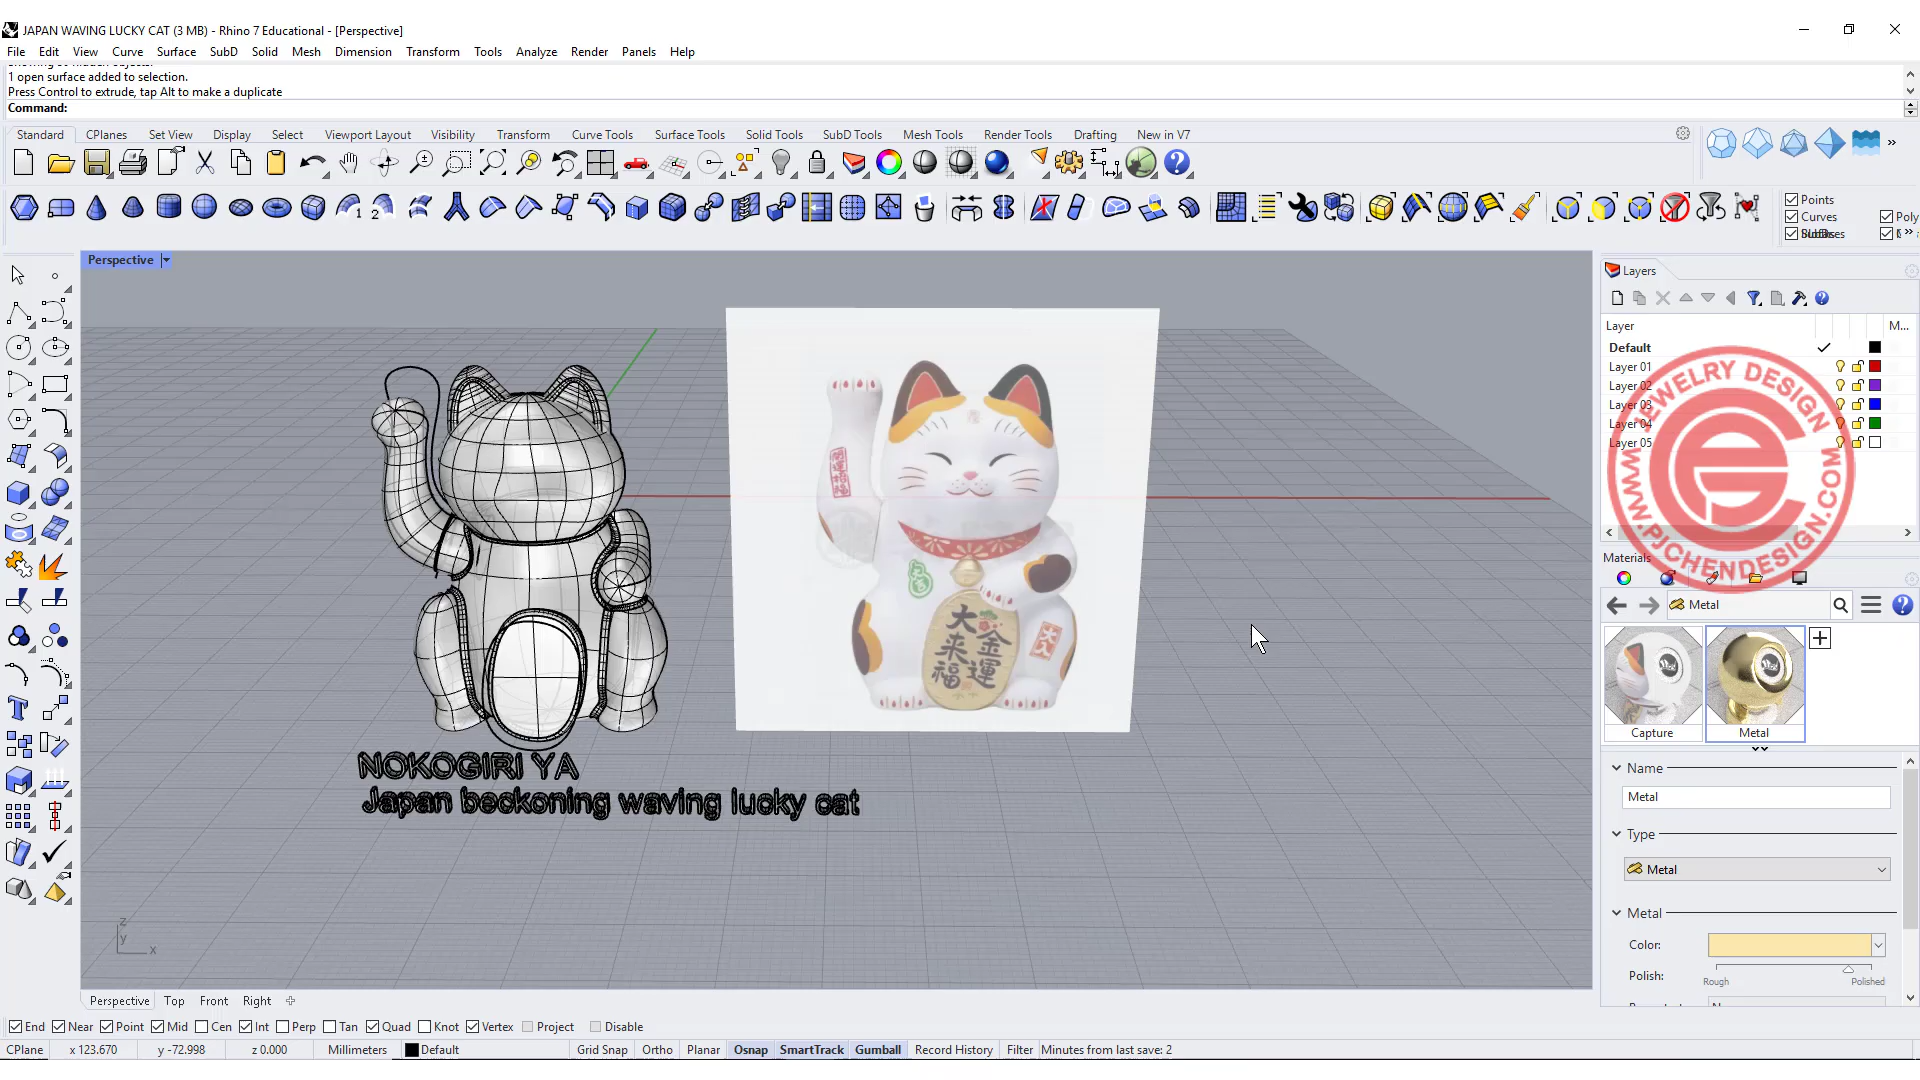 JAPAN WAVING LUCKY CAT (3 MB) - Rhino 7 Educational - [Perspective]
File Edit View Curve Surface SubD Solid Mesh Dimension Transform Tools Analyze Render Panels Help
1 open surface added to selection.
Press Control to extrude, tap Alt to make a duplicate
Command:
Standard CPlanes Set View Display Select Viewport Layout Visibility Transform Curve Tools Surface Tools Solid Tools SubD Tools Mesh Tools Render Tools Drafting New in V7
Points
Curves Poly
Perspective
Layers
Layer M...
Default
Layer 01
Layer 02
Layer 03
Layer 04
Layer 05
JEWELRY DESIGN
WWW.PJCHENDESIGN.COM
開運招福
大入
金運
大来福
NOKOGIRI YA
Japan beckoning waving lucky cat
z
y
x
Materials
Metal
Capture Metal
Name
Metal
Type
Metal
Metal
Color:
Polish:
Rough Polished
Perspective Top Front Right
End Near Point Mid Cen Int Perp Tan Quad Knot Vertex Project Disable
CPlane x 123.670 y -72.998 z 0.000 Millimeters Default Grid Snap Ortho Planar Osnap SmartTrack Gumball Record History Filter Minutes from last save: 2